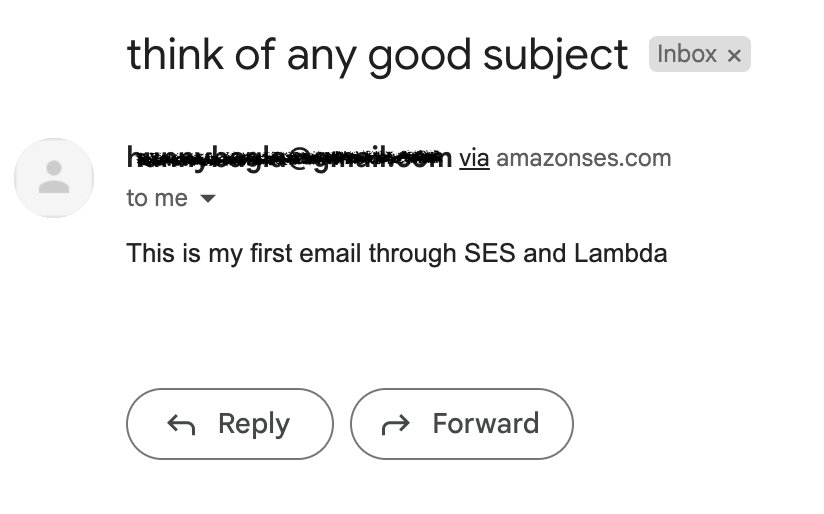 think of any good subject Inbox ×
via amazonses.com
to me
This is my first email through SES and Lambda
Reply Forward